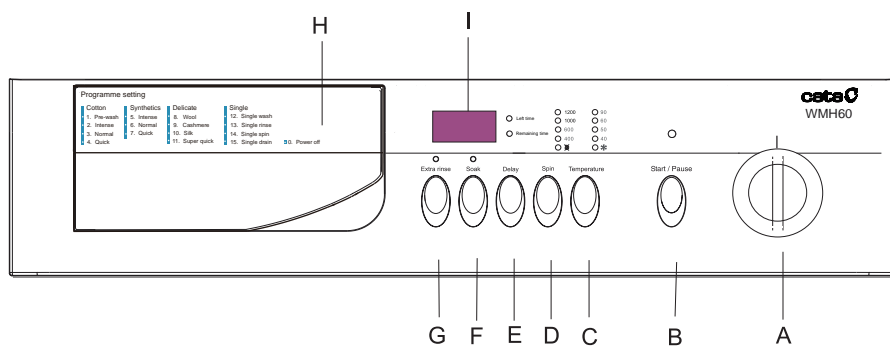 H
I
Programme setting
Cotton Synthetics Delicate Single
1. Pre-wash 5. Intense 8. Wool 12. Single wash
2. Intense 6. Normal 9. Cashmere 13. Single rinse
3. Normal 7. Quick 10. Silk 14. Single spin
4. Quick 11. Super quick 15. Single drain 0. Power off
Left time
Remaining time
1200 90
1000 60
600 50
400 40
cata
WMH60
Extra rinse Soak Delay Spin Temperature Start / Pause
G F E D C B A